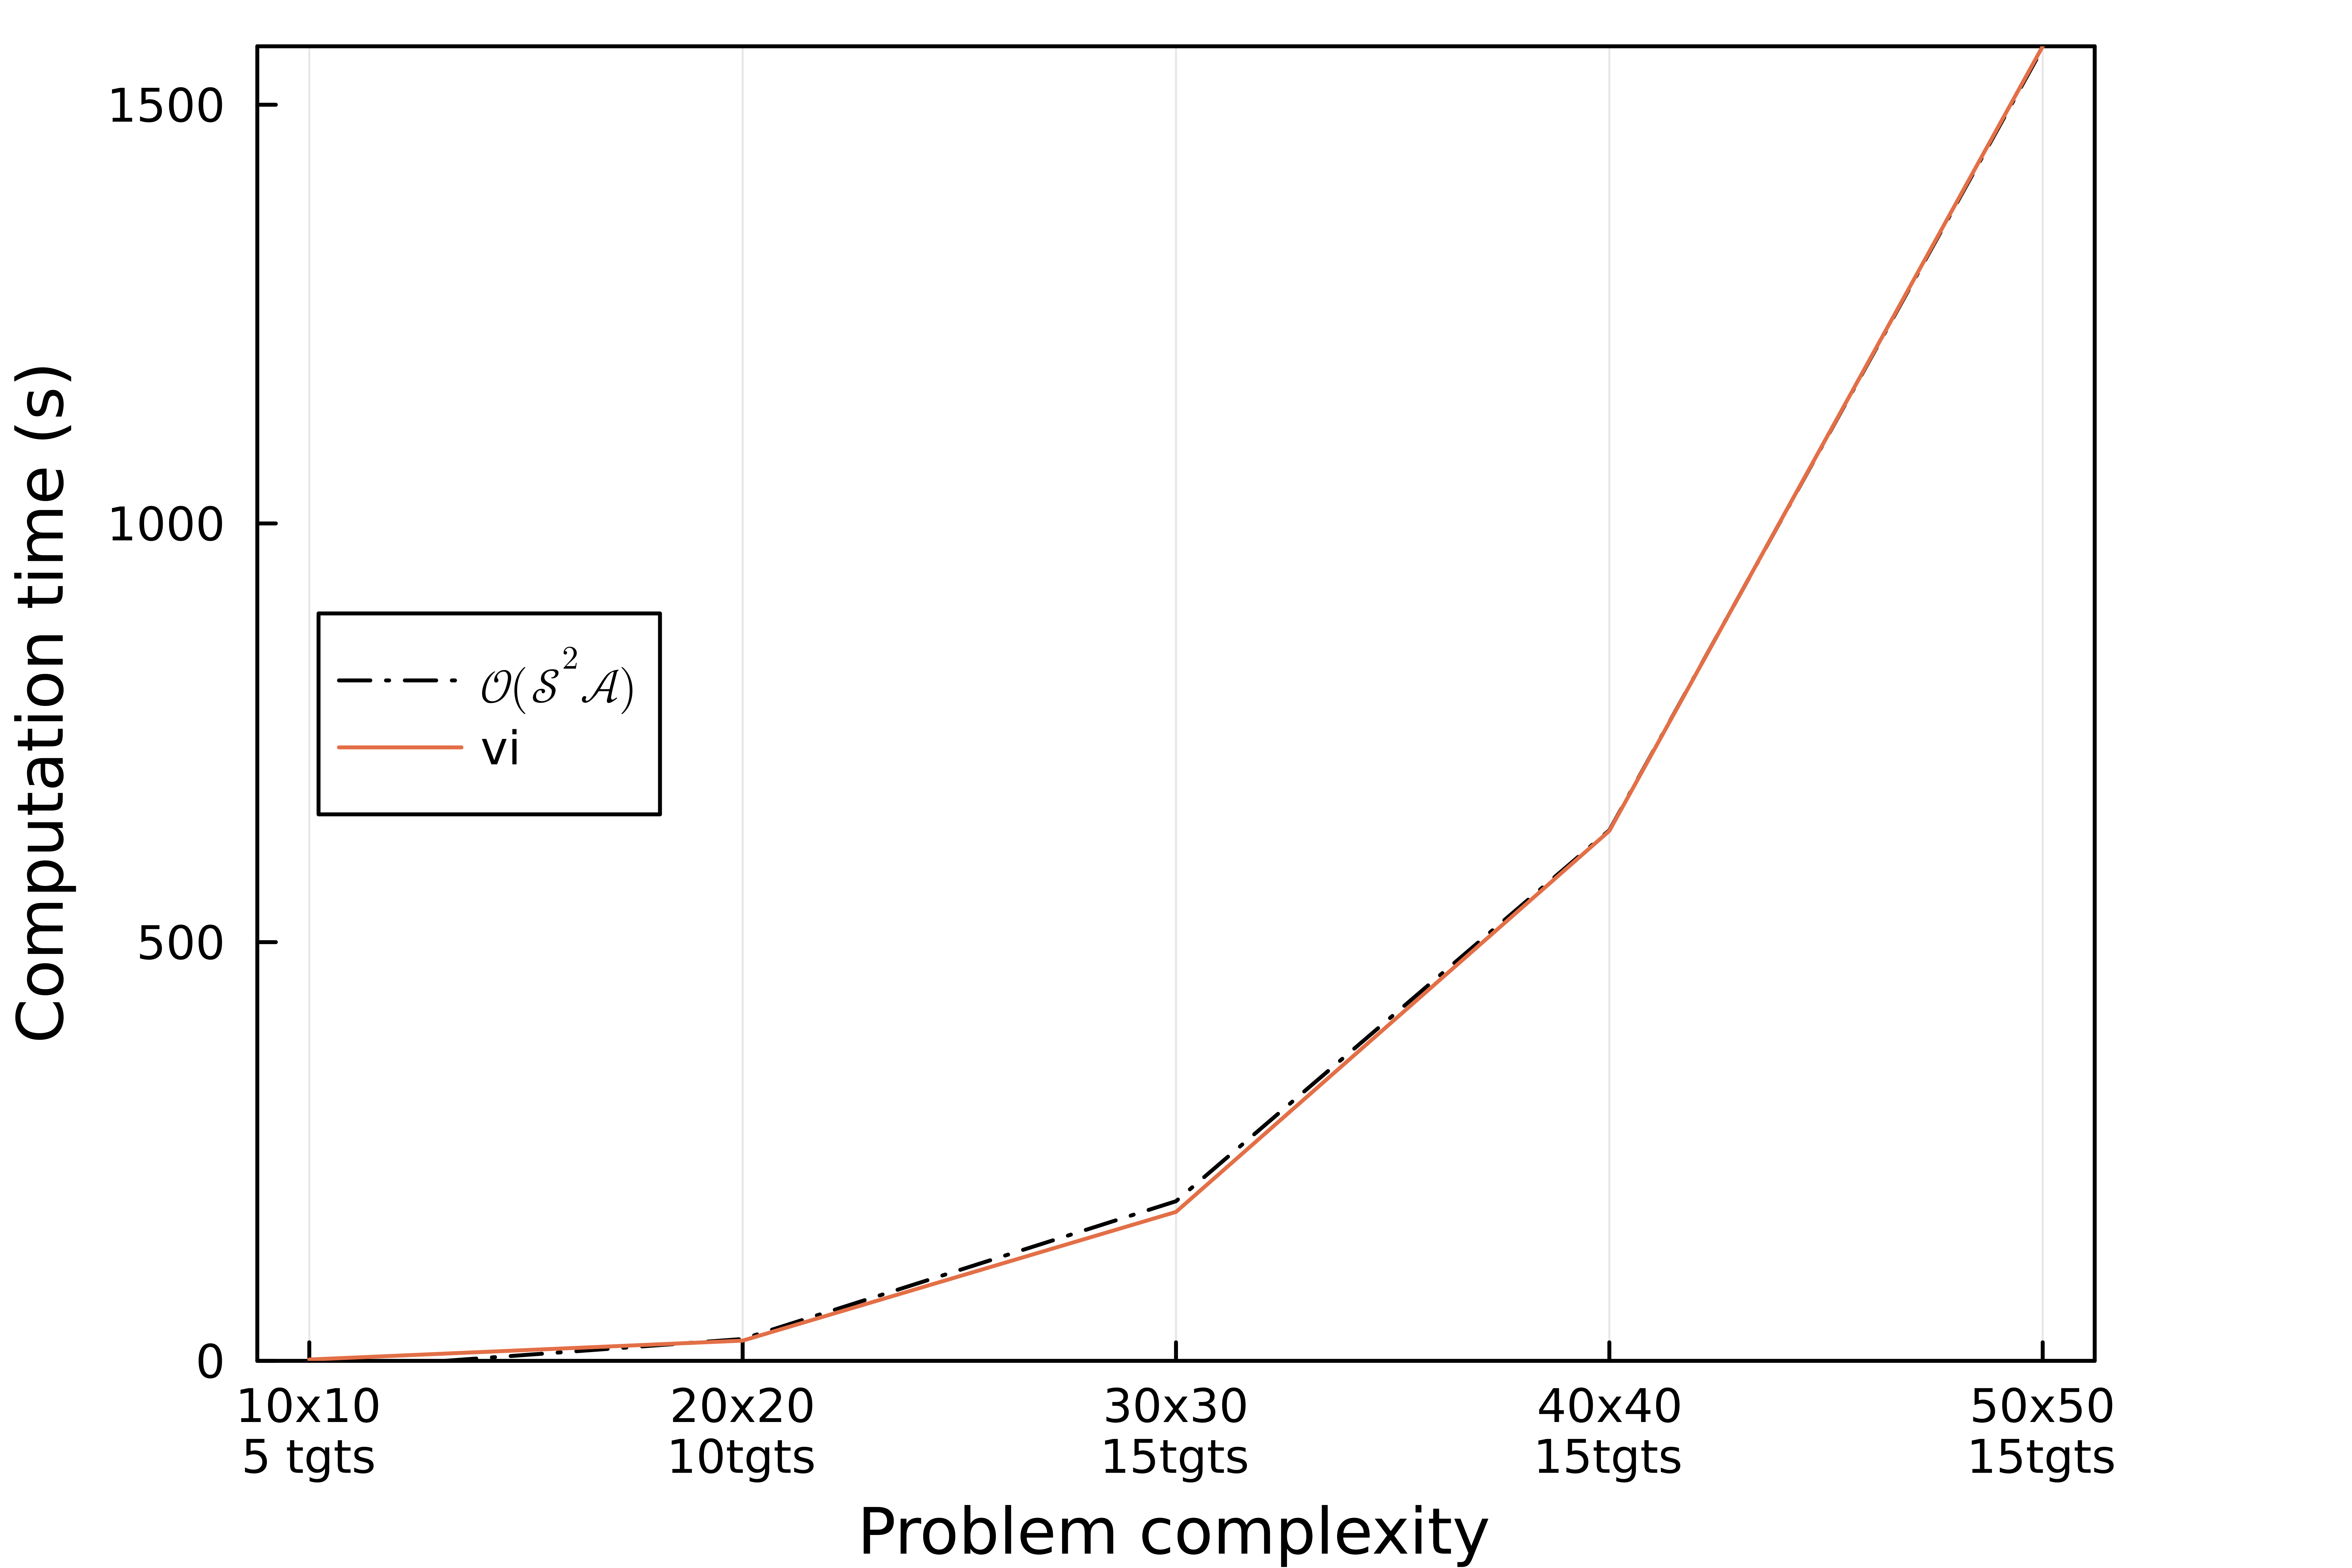 1500
1000
500
0
Computation time (s)
𝒪(𝒮²𝒜)
vi
10x10 20x20 30x30 40x40 50x50
5 tgts 10tgts 15tgts 15tgts 15tgts
Problem complexity